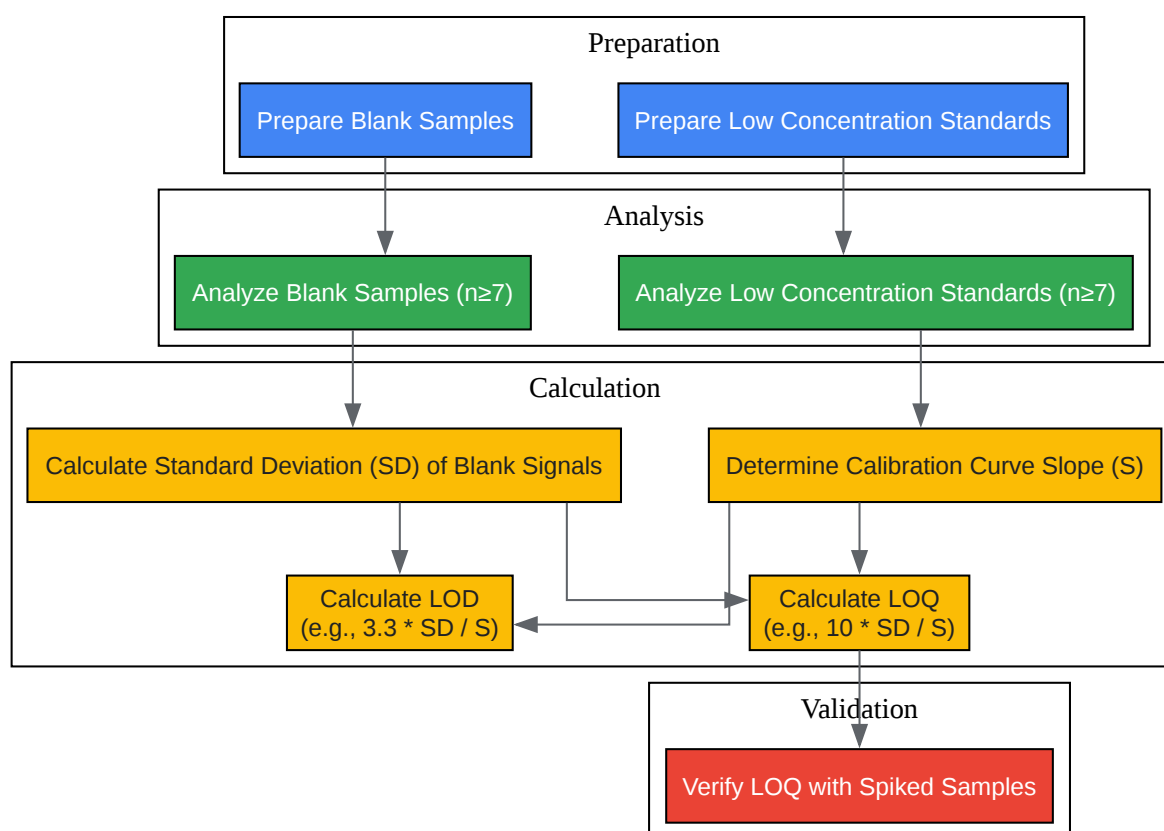 Preparation
Prepare Blank Samples
Prepare Low Concentration Standards
Analysis
Analyze Blank Samples (n≥7)
Analyze Low Concentration Standards (n≥7)
Calculation
Calculate Standard Deviation (SD) of Blank Signals
Determine Calibration Curve Slope (S)
Calculate LOD
(e.g., 3.3 * SD / S)
Calculate LOQ
(e.g., 10 * SD / S)
Validation
Verify LOQ with Spiked Samples